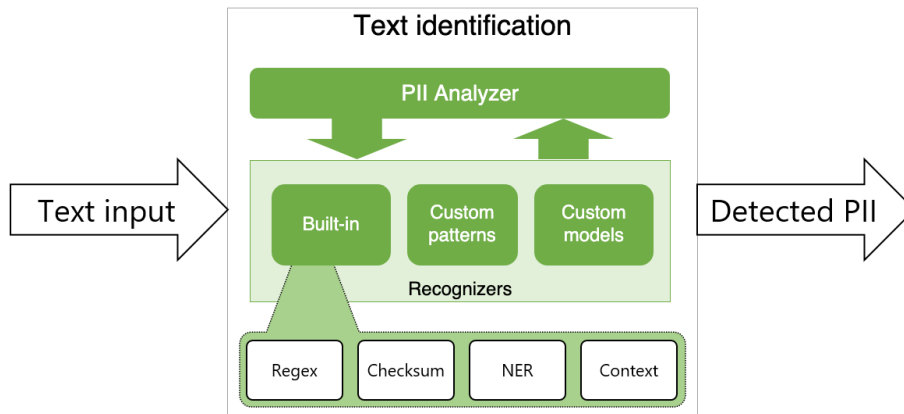 Text identification
PII Analyzer
Text input
Built-in
Custom
patterns
Custom
models
Recognizers
Detected PII
Regex
Checksum
NER
Context